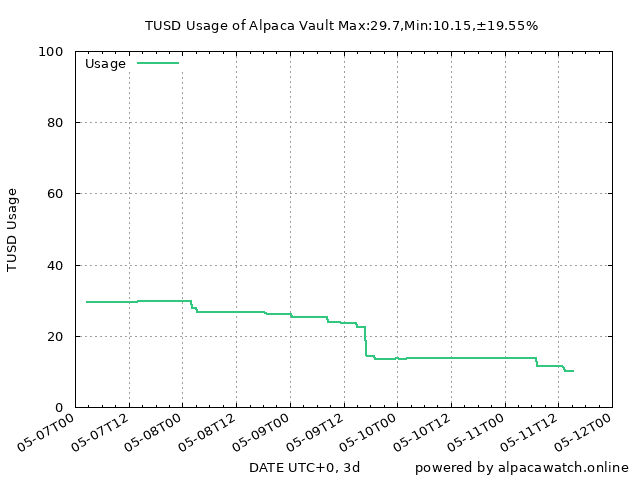 TUSD Usage of Alpaca Vault Max:29.7,Min:10.15,±19.55%
Usage
100
80
60
40
20
0
TUSD Usage
05-07T00
05-07T12
05-08T00
05-08T12
05-09T00
05-09T12
05-10T00
05-10T12
05-11T00
05-11T12
05-12T00
DATE UTC+0, 3d
powered by alpacawatch.online